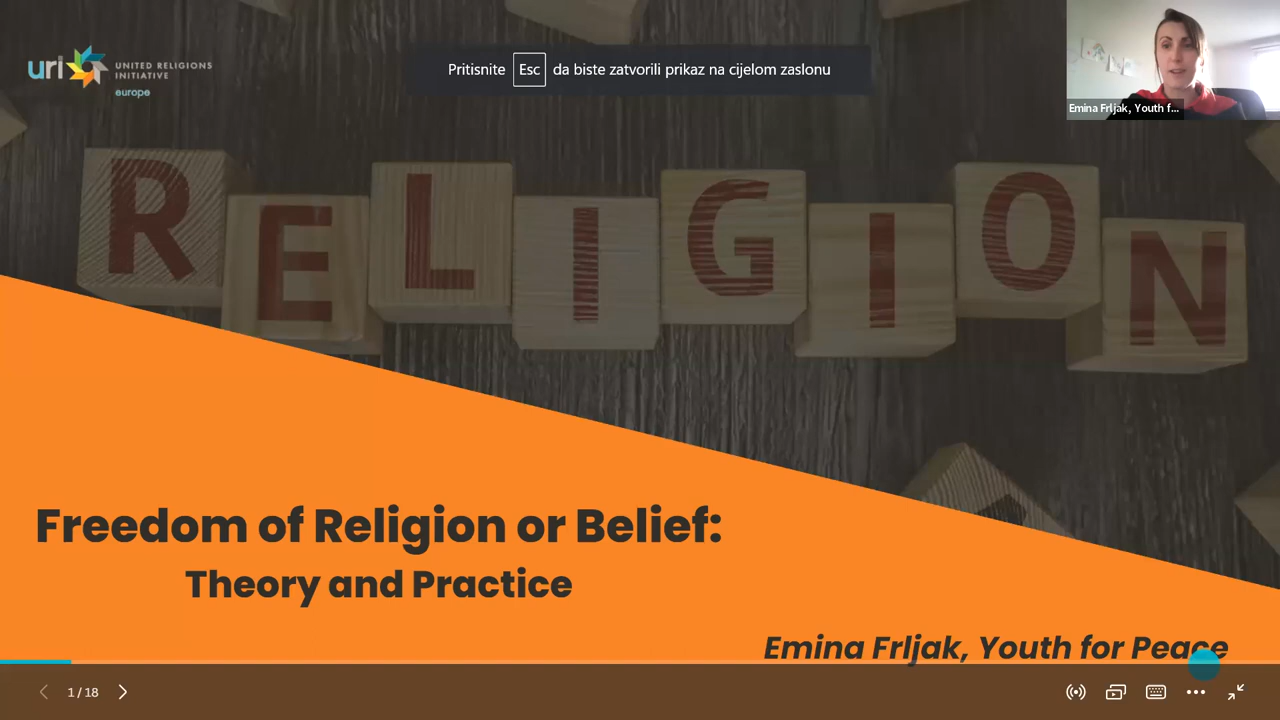 uri
UNITED RELIGIONS
INITIATIVE
europe
Pritisnite Esc da biste zatvorili prikaz na cijelom zaslonu
Emina Frljak, Youth f...
RELIGION
Freedom of Religion or Belief:
Theory and Practice
Emina Frljak, Youth for Peace
1 / 18